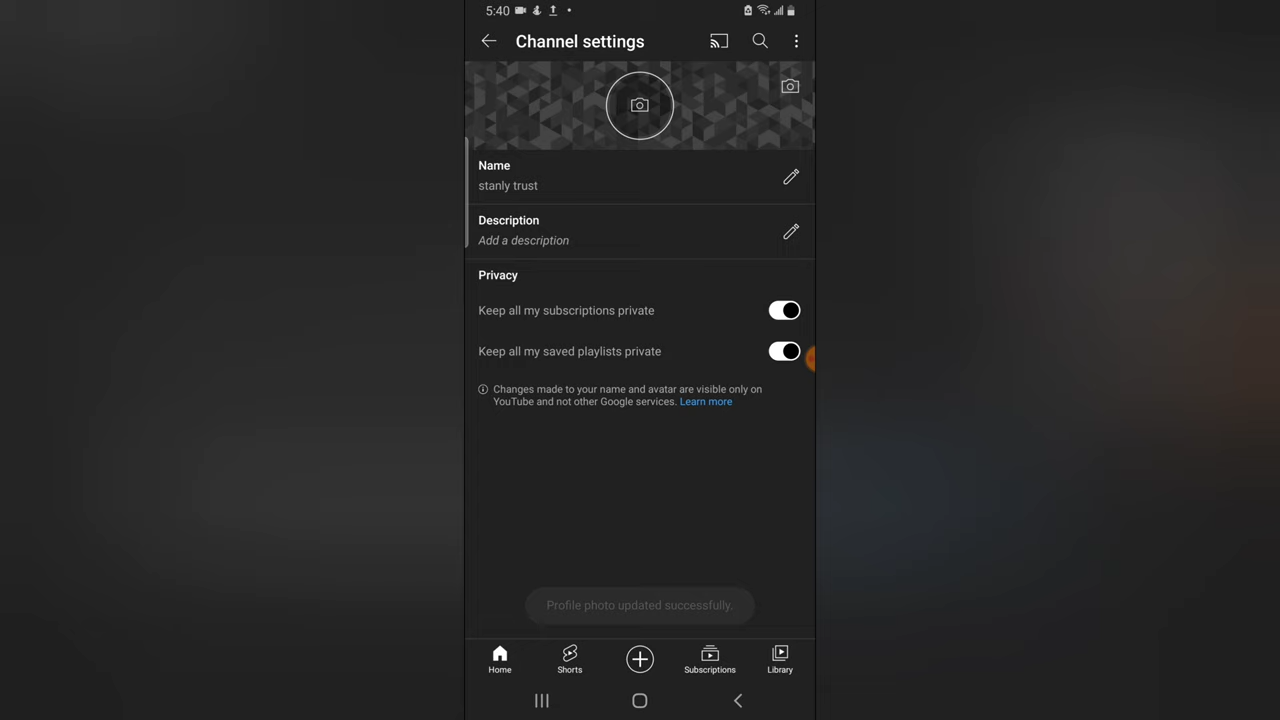 5:40
Channel settings
Name
stanly trust
Description
Add a description
Privacy
Keep all my subscriptions private
Keep all my saved playlists private
Changes made to your name and avatar are visible only on
YouTube and not other Google services. Learn more
Profile photo updated successfully.
Home Shorts Subscriptions Library